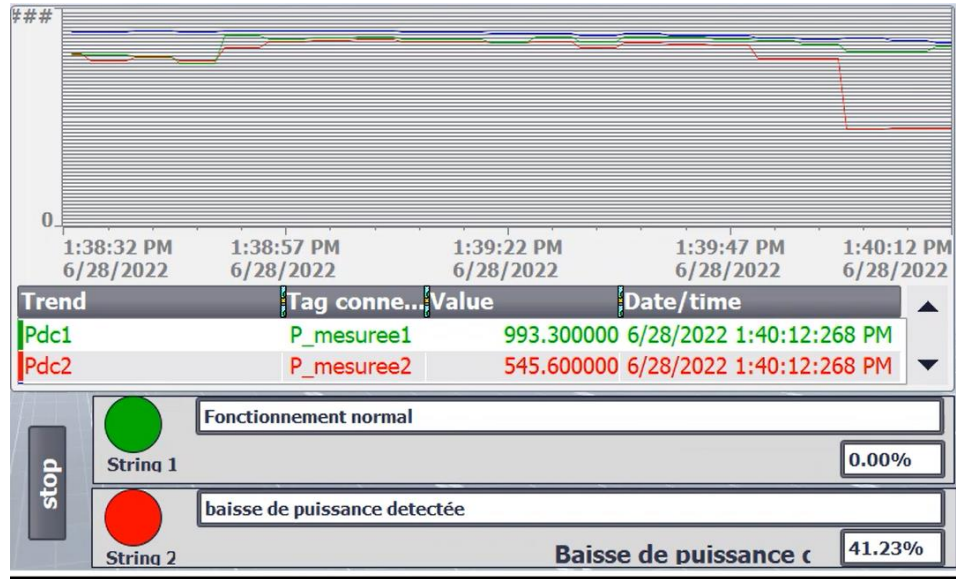 ###
0
1:38:32 PM 1:38:57 PM 1:39:22 PM 1:39:47 PM 1:40:12 PM
6/28/2022 6/28/2022 6/28/2022 6/28/2022 6/28/2022
Trend Tag conne... Value Date/time
Pdc1 P_mesuree1 993.300000 6/28/2022 1:40:12:268 PM
Pdc2 P_mesuree2 545.600000 6/28/2022 1:40:12:268 PM
stop
Fonctionnement normal
String 1 0.00%
baisse de puissance detectée
String 2 Baisse de puissance 41.23%